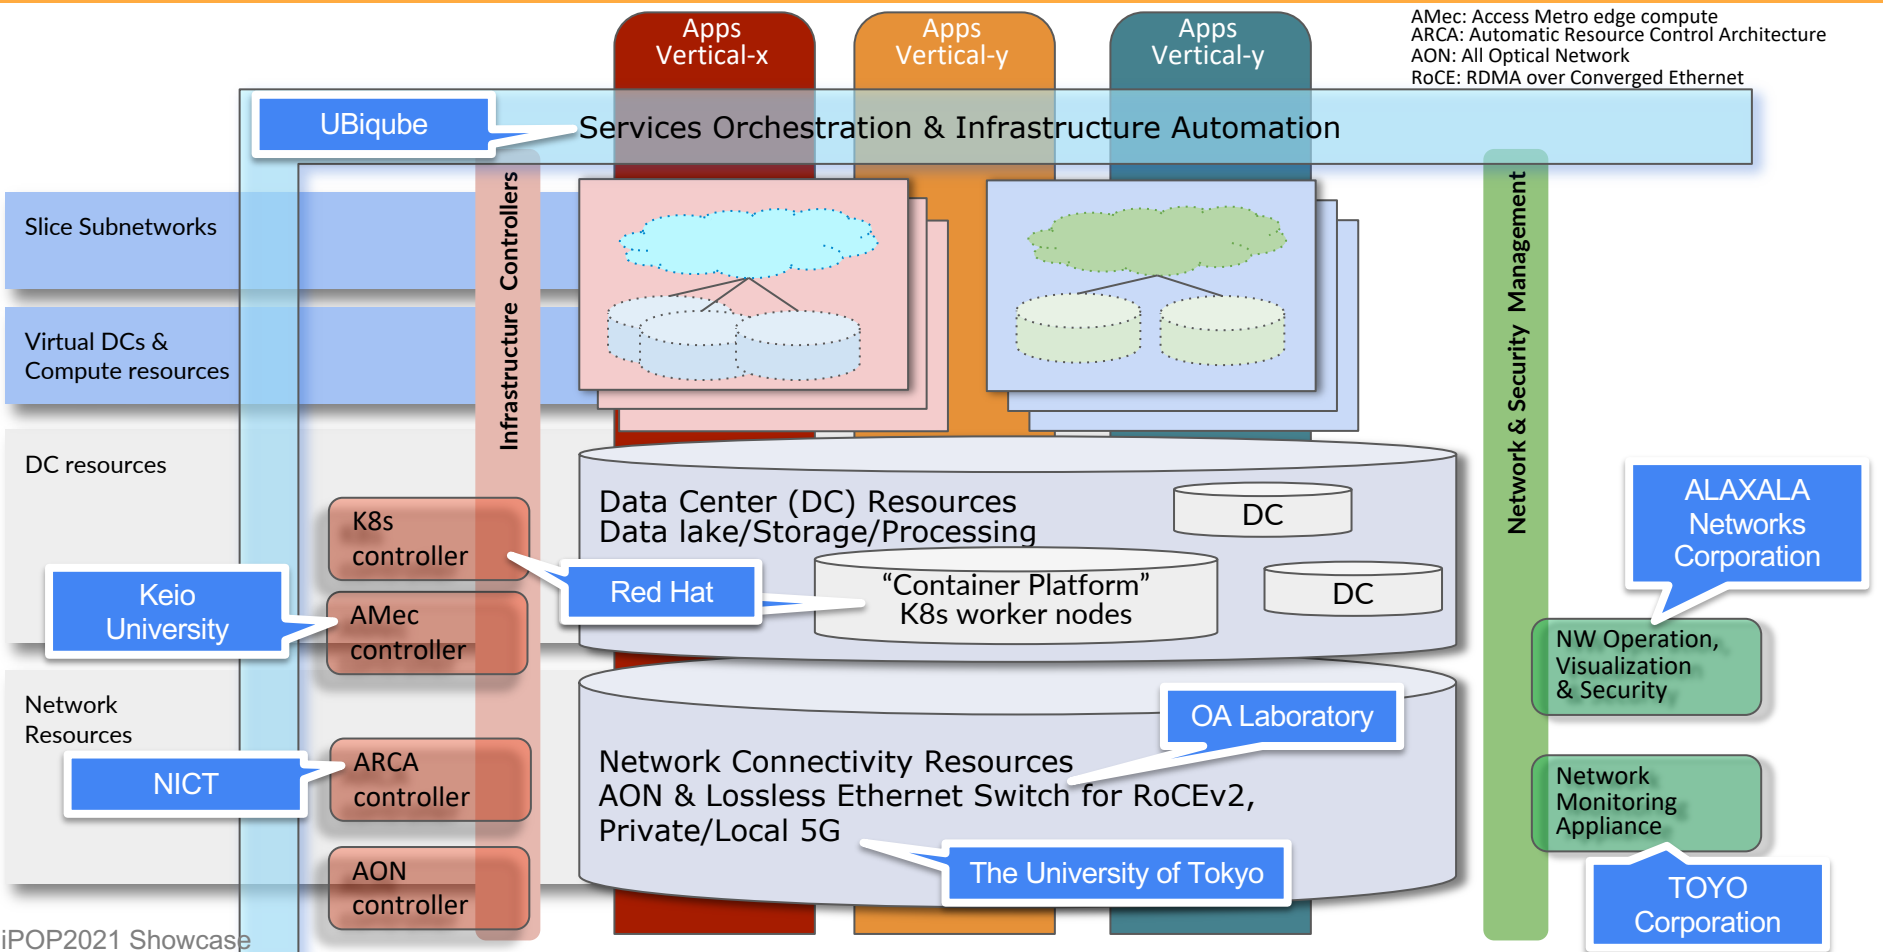 Apps
Vertical-x
Apps
Vertical-y
Apps
Vertical-y
AMec: Access Metro edge compute
ARCA: Automatic Resource Control Architecture
AON: All Optical Network
RoCE: RDMA over Converged Ethernet
UBiqube
Services Orchestration & Infrastructure Automation
Infrastructure Controllers
Network & Security Management
Slice Subnetworks
Virtual DCs &
Compute resources
DC resources
K8s
controller
Data Center (DC) Resources
Data lake/Storage/Processing
DC
ALAXALA
Networks
Corporation
Keio
University
Red Hat
“Container Platform”
K8s worker nodes
DC
AMec
controller
NW Operation,
Visualization
& Security
Network
Resources
OA Laboratory
NICT
ARCA
controller
Network Connectivity Resources
AON & Lossless Ethernet Switch for RoCEv2,
Private/Local 5G
Network
Monitoring
Appliance
The University of Tokyo
AON
controller
TOYO
Corporation
iPOP2021 Showcase